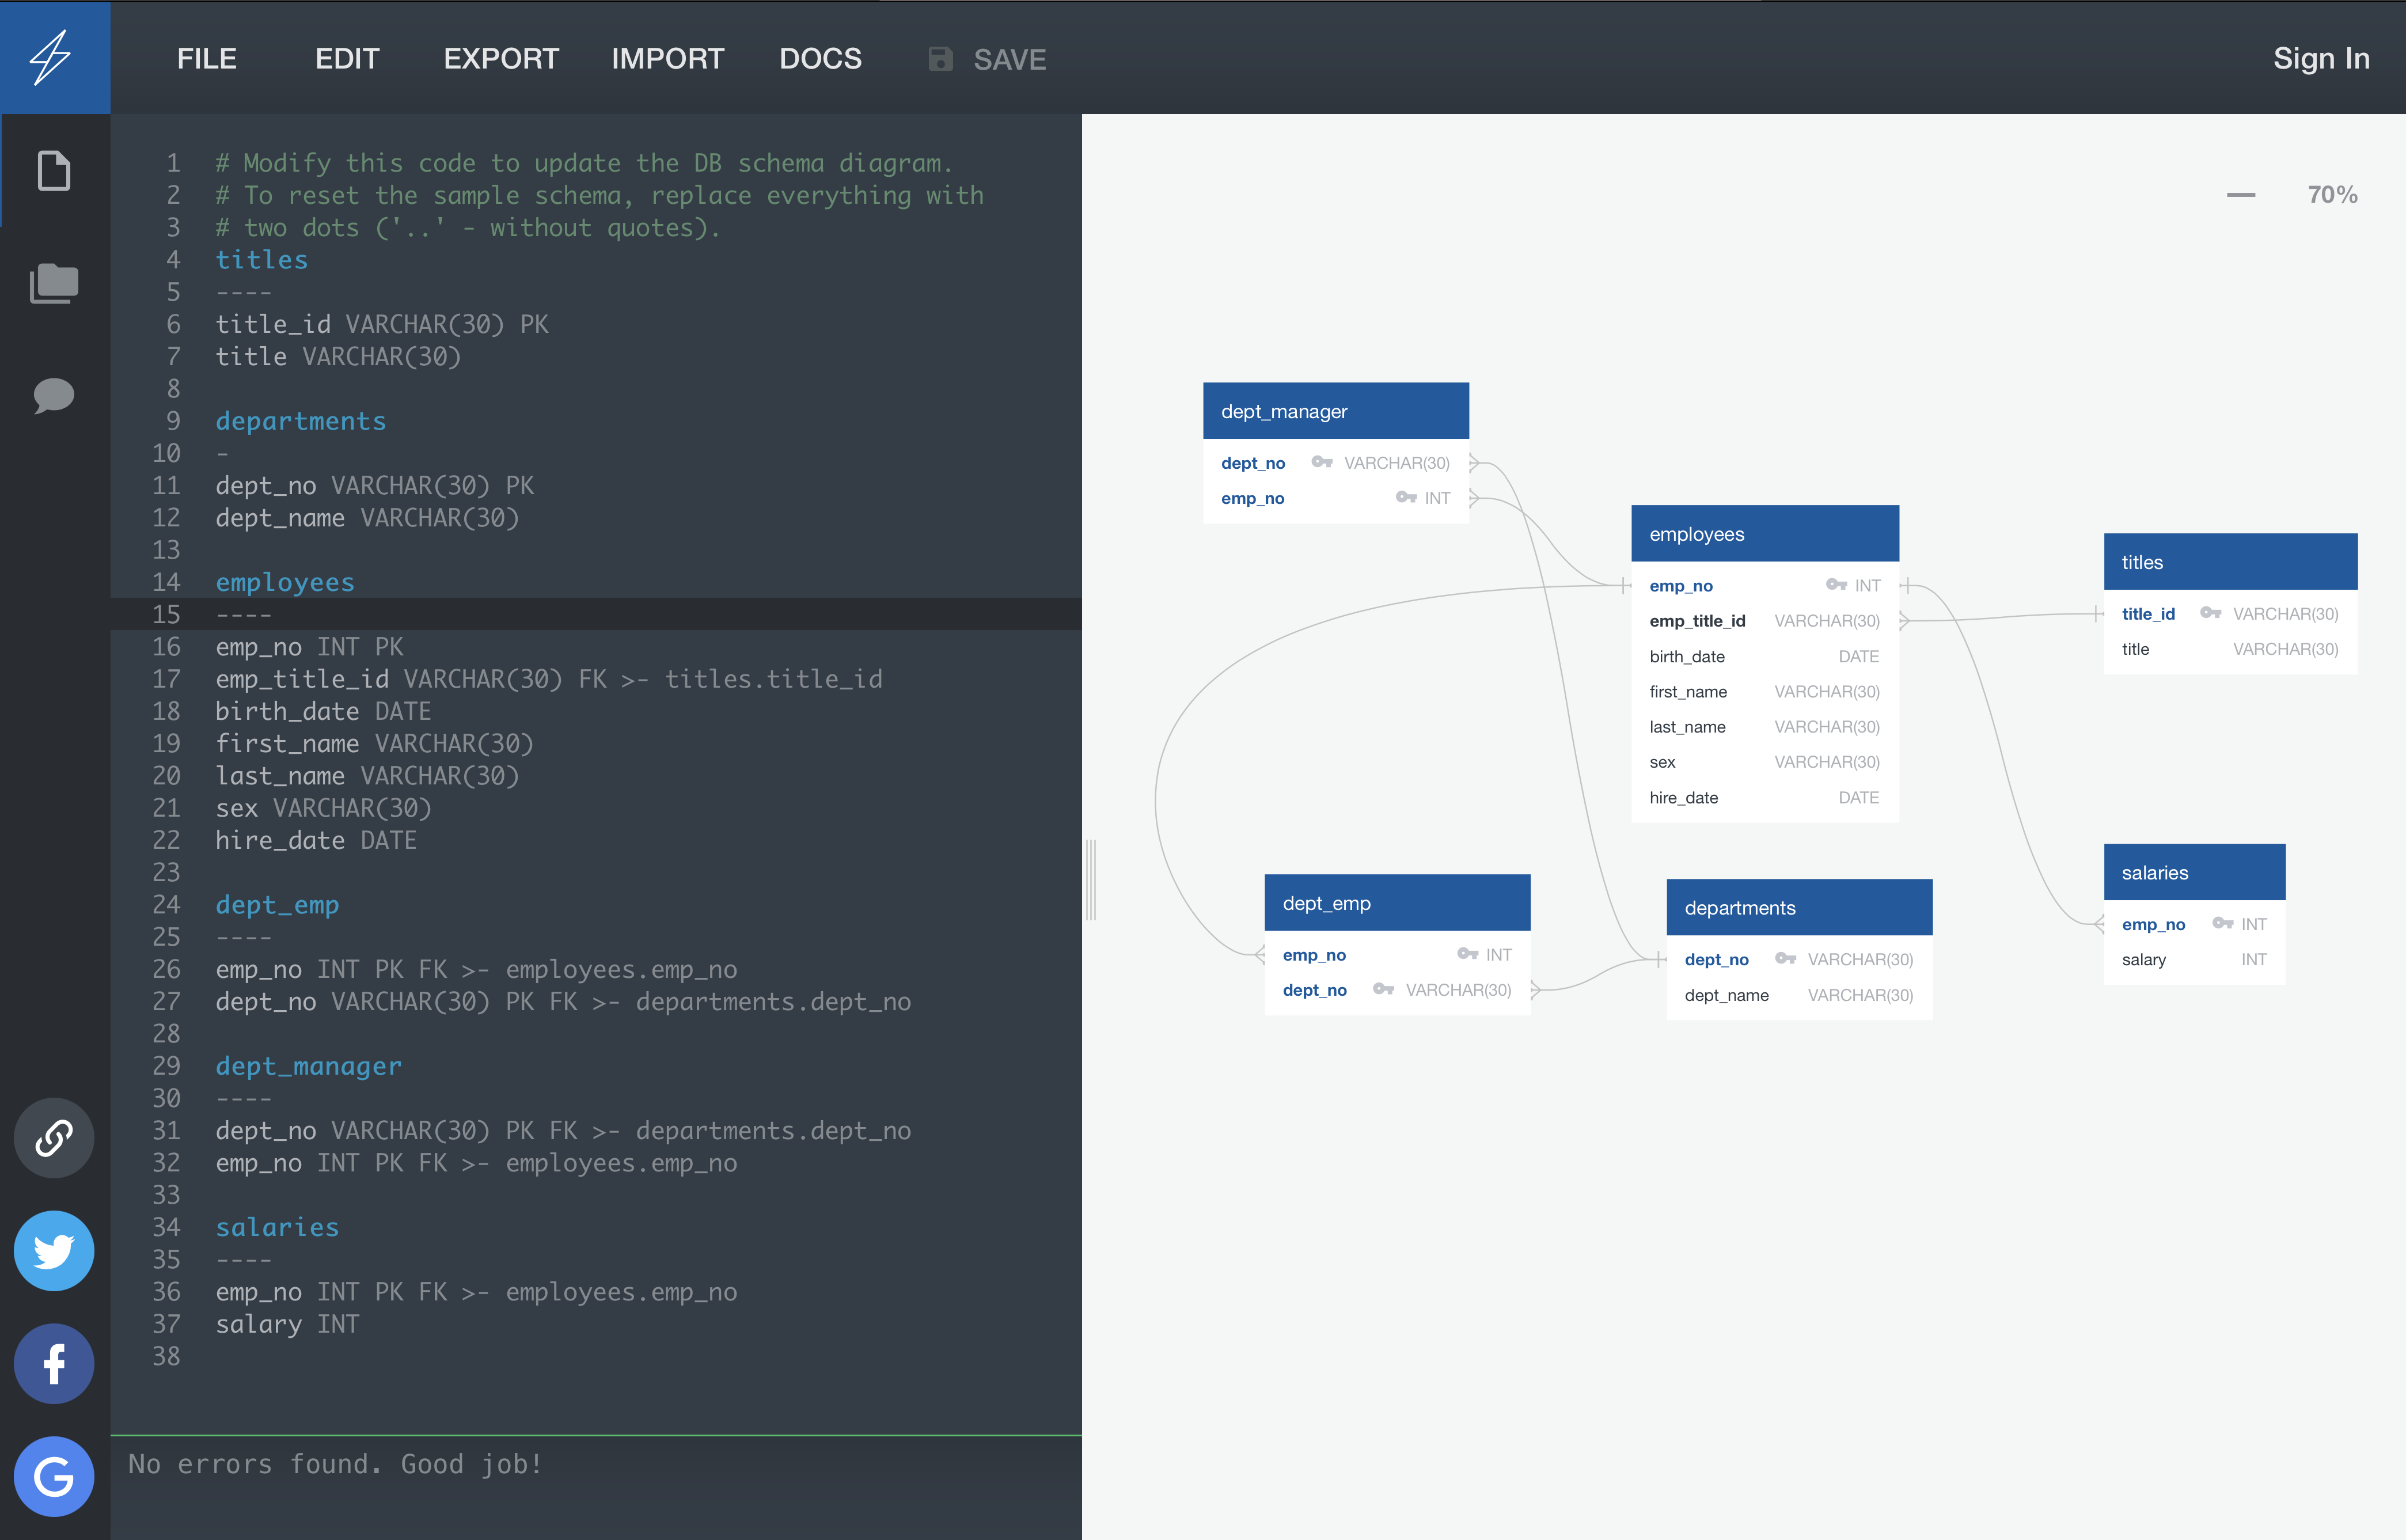 FILE EDIT EXPORT IMPORT DOCS SAVE Sign In
1 # Modify this code to update the DB schema diagram.
2 # To reset the sample schema, replace everything with
3 # two dots ('..' - without quotes).
4 titles
5 ----
6 title_id VARCHAR(30) PK
7 title VARCHAR(30)
8
9 departments
10 -
11 dept_no VARCHAR(30) PK
12 dept_name VARCHAR(30)
13
14 employees
15 ----
16 emp_no INT PK
17 emp_title_id VARCHAR(30) FK >- titles.title_id
18 birth_date DATE
19 first_name VARCHAR(30)
20 last_name VARCHAR(30)
21 sex VARCHAR(30)
22 hire_date DATE
23
24 dept_emp
25 ----
26 emp_no INT PK FK >- employees.emp_no
27 dept_no VARCHAR(30) PK FK >- departments.dept_no
28
29 dept_manager
30 ----
31 dept_no VARCHAR(30) PK FK >- departments.dept_no
32 emp_no INT PK FK >- employees.emp_no
33
34 salaries
35 ----
36 emp_no INT PK FK >- employees.emp_no
37 salary INT
38
No errors found. Good job!
— 70%
dept_manager
dept_no VARCHAR(30)
emp_no INT
employees
emp_no INT
emp_title_id VARCHAR(30)
birth_date DATE
first_name VARCHAR(30)
last_name VARCHAR(30)
sex VARCHAR(30)
hire_date DATE
titles
title_id VARCHAR(30)
title VARCHAR(30)
dept_emp
emp_no INT
dept_no VARCHAR(30)
departments
dept_no VARCHAR(30)
dept_name VARCHAR(30)
salaries
emp_no INT
salary INT